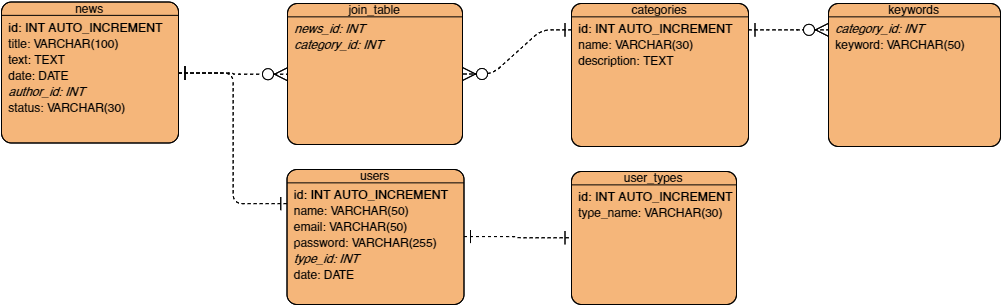 news
id: INT AUTO_INCREMENT
title: VARCHAR(100)
text: TEXT
date: DATE
author_id: INT
status: VARCHAR(30)
join_table
news_id: INT
category_id: INT
categories
id: INT AUTO_INCREMENT
name: VARCHAR(30)
description: TEXT
keywords
category_id: INT
keyword: VARCHAR(50)
users
id: INT AUTO_INCREMENT
name: VARCHAR(50)
email: VARCHAR(50)
password: VARCHAR(255)
type_id: INT
date: DATE
user_types
id: INT AUTO_INCREMENT
type_name: VARCHAR(30)